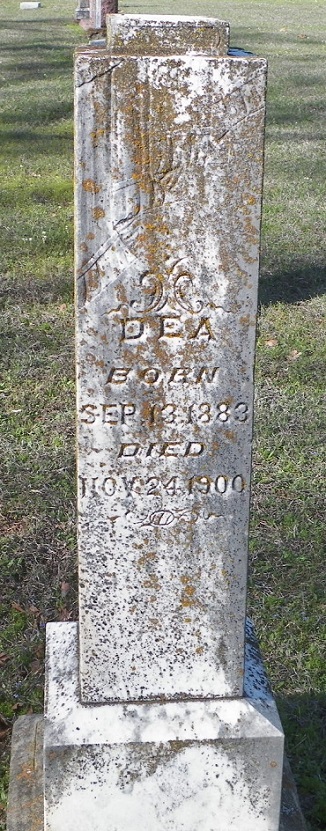 DEA
BORN
SEP. 13. 1883
DIED
NOV. 24. 1900